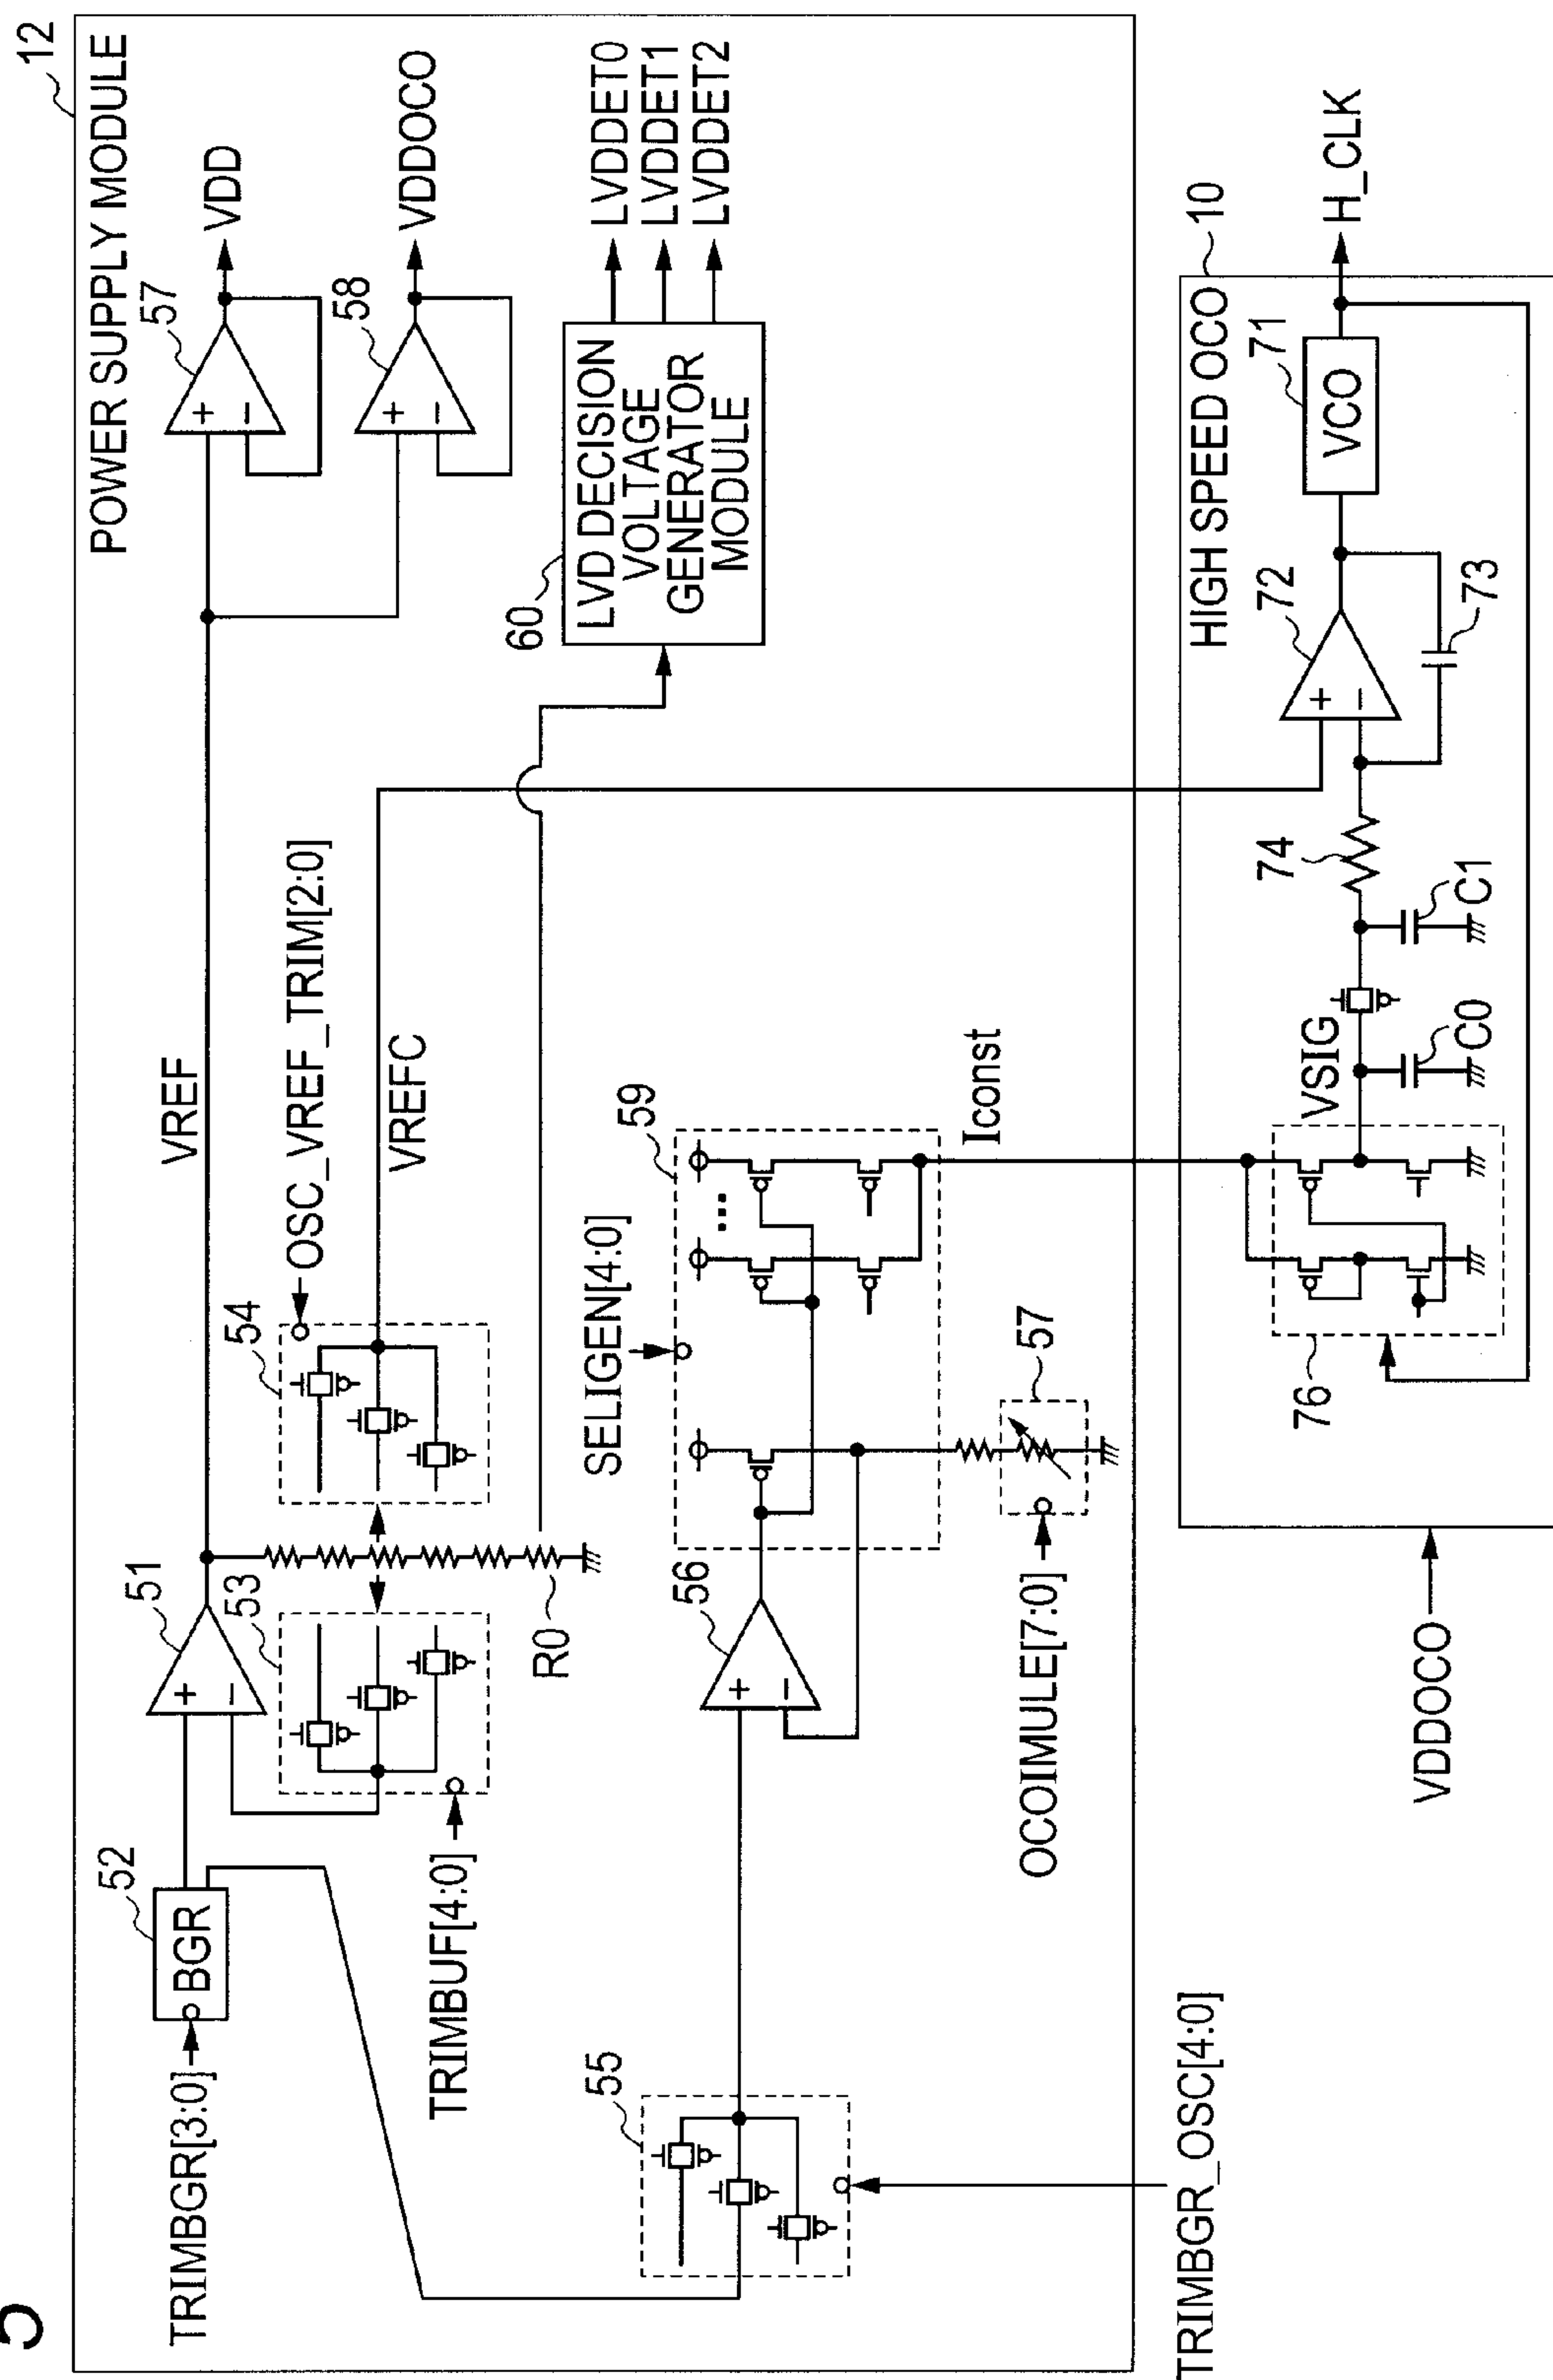 5
12
POWER SUPPLY MODULE
TRIMBGR[3:0]
52
BGR
51
+
−
VREF
57
+
−
VDD
58
+
−
VDDOCO
TRIMBUF[4:0]
53
54
OSC_VREF_TRIM[2:0]
VREFC
R0
60
LVD DECISION
VOLTAGE
GENERATOR
MODULE
LVDDET0
LVDDET1
LVDDET2
55
TRIMBGR_OSC[4:0]
56
+
−
SELIGEN[4:0]
59
...
Iconst
OCOIMULE[7:0]
57
10
HIGH SPEED OCO
VDDOCO
76
VSIG
C0
C1
74
72
+
−
73
71
VCO
H_CLK